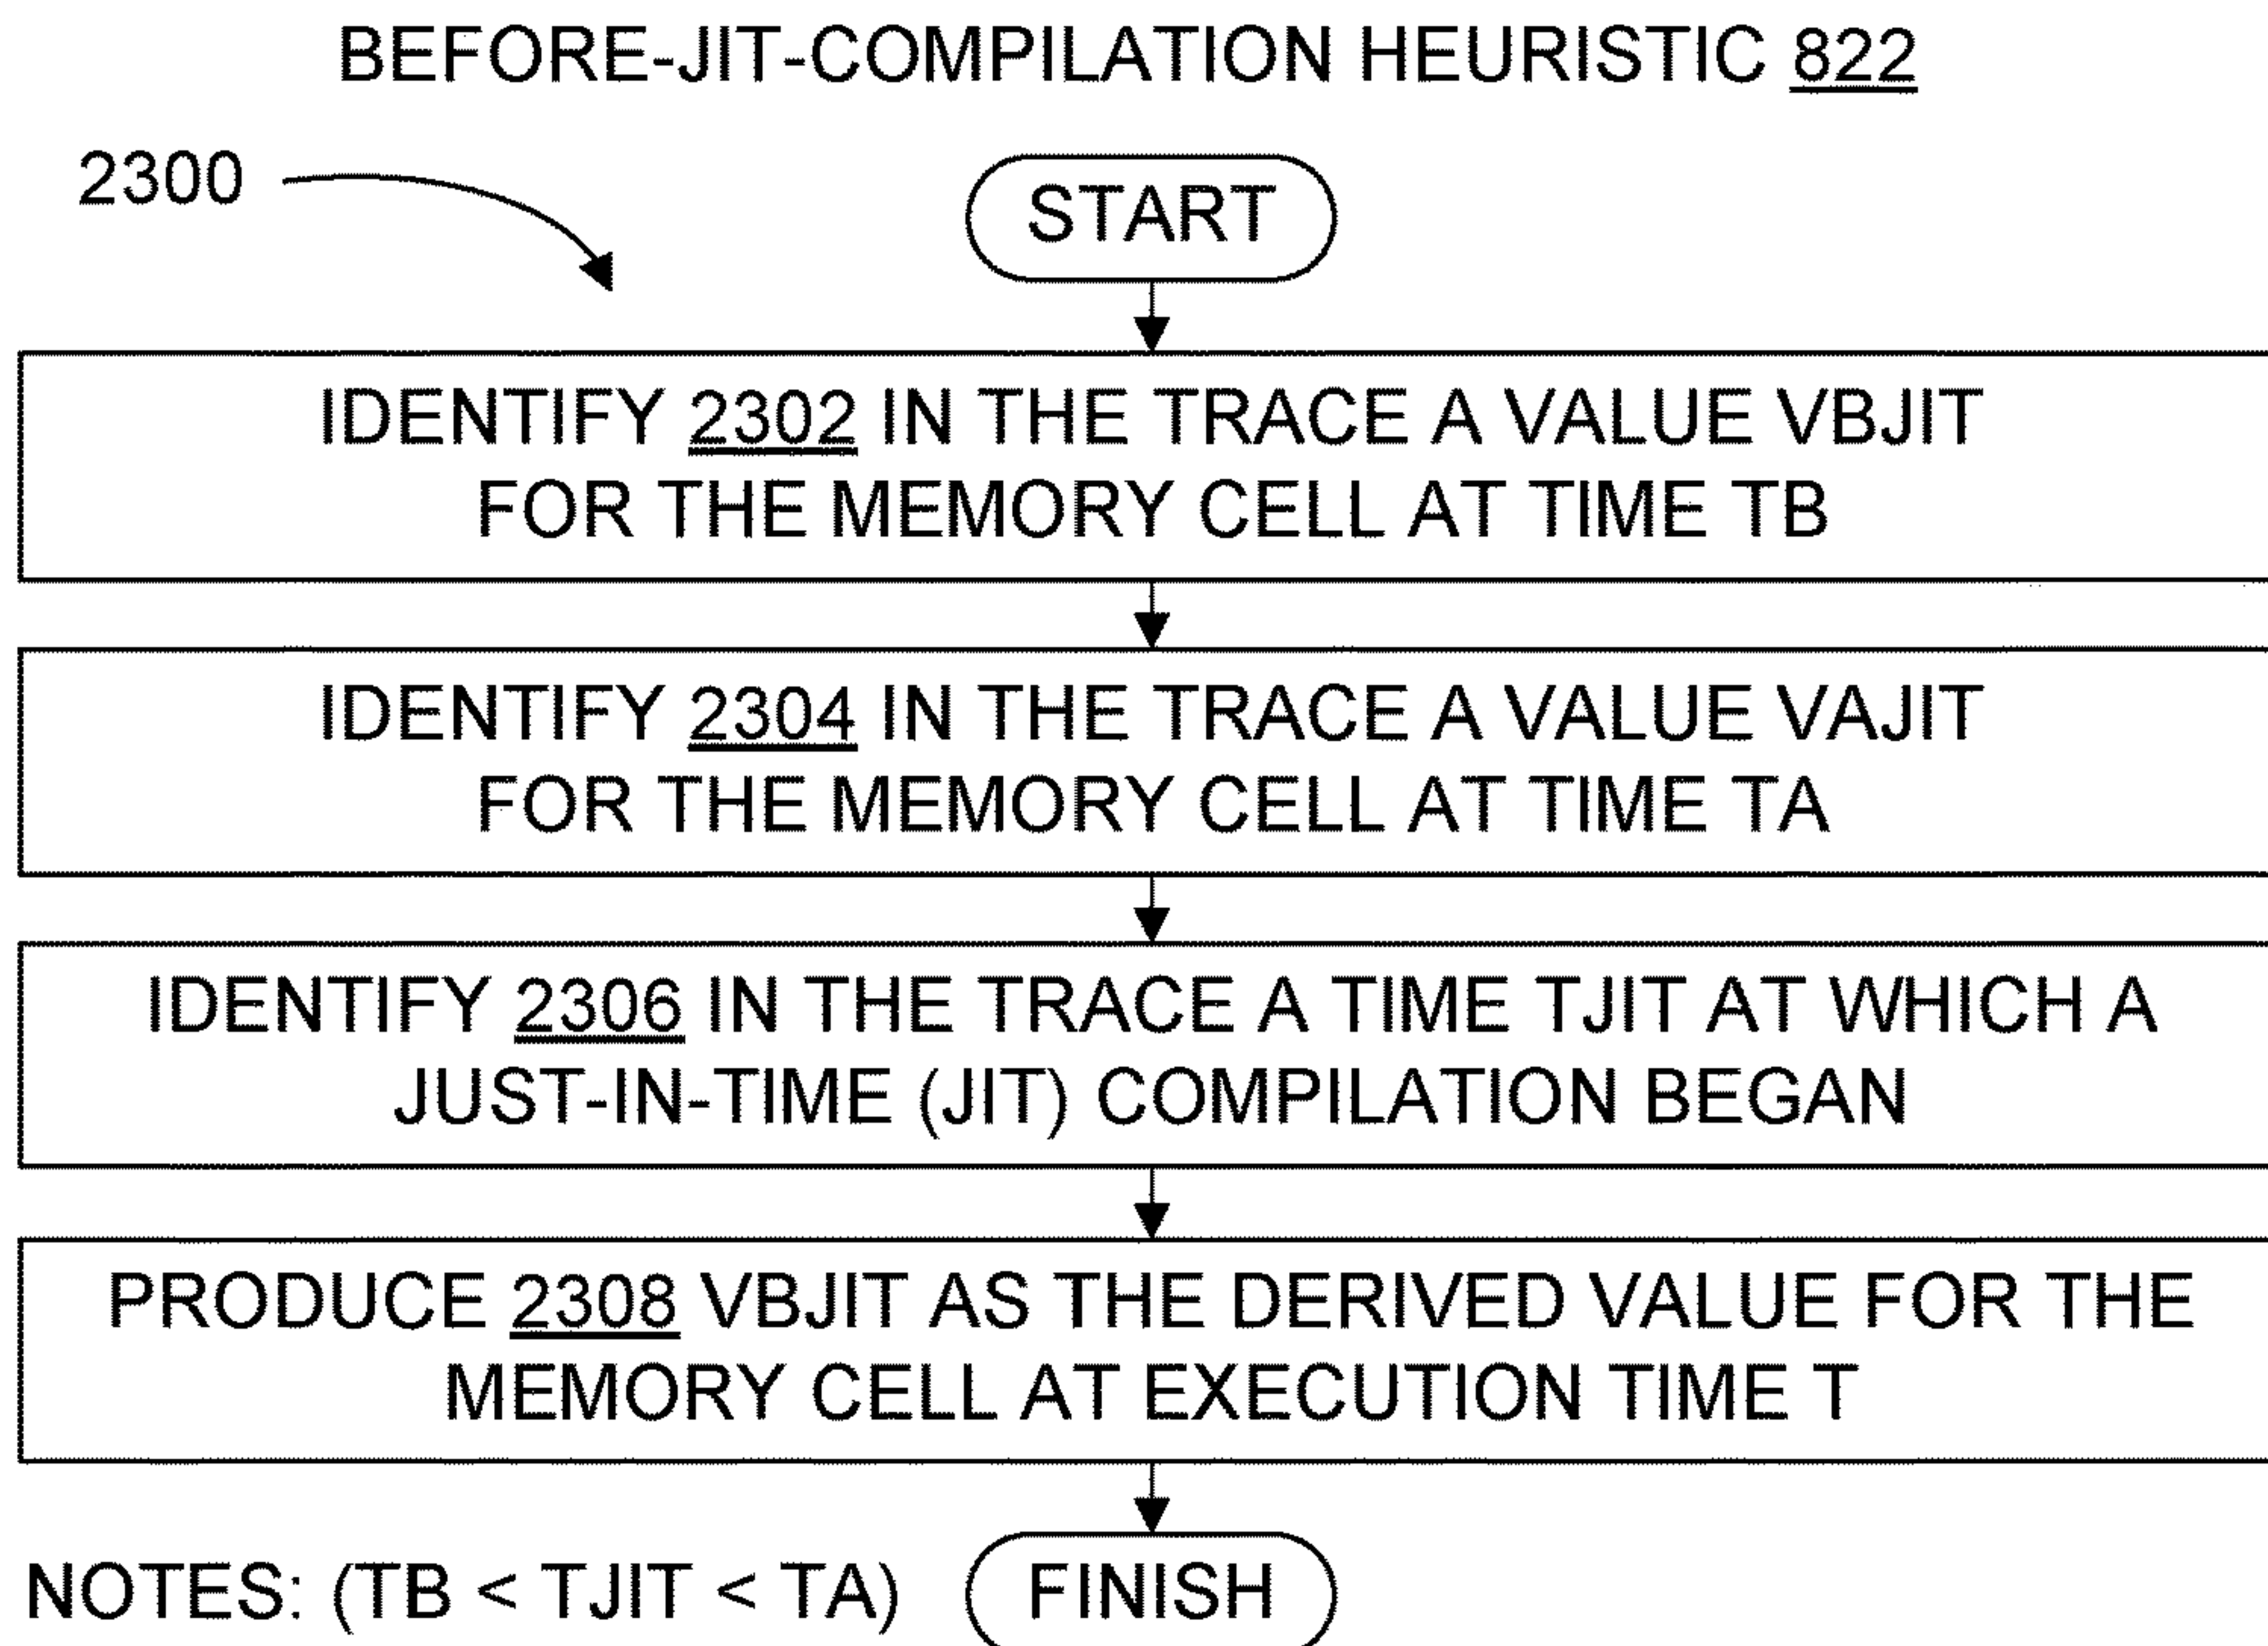 BEFORE-JIT-COMPILATION HEURISTIC 822
2300
START
IDENTIFY 2302 IN THE TRACE A VALUE VBJIT
FOR THE MEMORY CELL AT TIME TB
IDENTIFY 2304 IN THE TRACE A VALUE VAJIT
FOR THE MEMORY CELL AT TIME TA
IDENTIFY 2306 IN THE TRACE A TIME TJIT AT WHICH A
JUST-IN-TIME (JIT) COMPILATION BEGAN
PRODUCE 2308 VBJIT AS THE DERIVED VALUE FOR THE
MEMORY CELL AT EXECUTION TIME T
NOTES: (TB < TJIT < TA)
FINISH